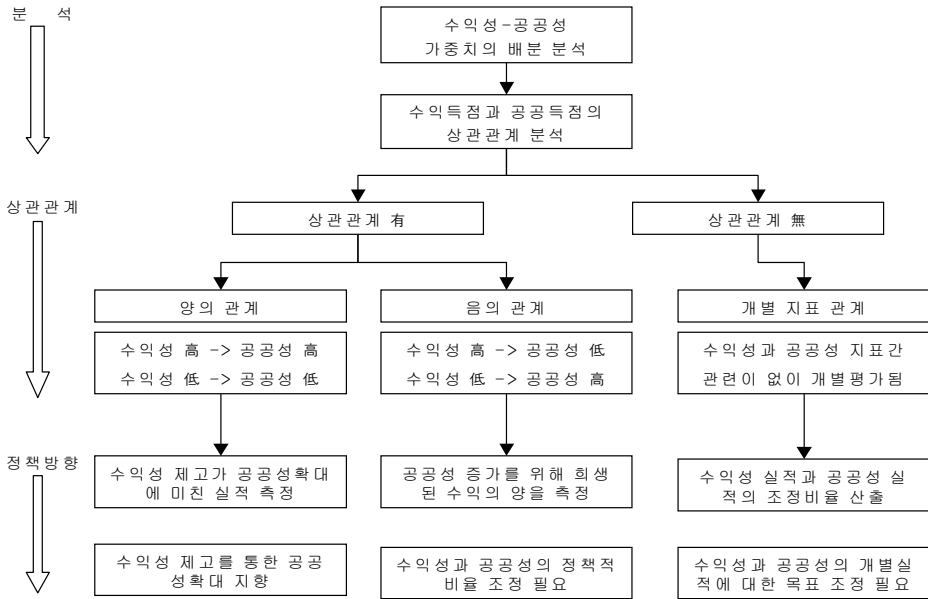 분 석
수익성-공공성
가중치의 배분 분석
수익득점과 공공득점의
상관관계 분석
상관관계
상관관계 有
상관관계 無
양의 관계
음의 관계
개별 지표 관계
수익성 高 -> 공공성 高
수익성 低 -> 공공성 低
수익성 高 -> 공공성 低
수익성 低 -> 공공성 高
수익성과 공공성 지표간
관련이 없이 개별평가됨
정책방향
수익성 제고가 공공성확대
에 미친 실적 측정
공공성 증가를 위해 희생
된 수익의 양을 측정
수익성 실적과 공공성 실
적의 조정비율 산출
수익성 제고를 통한 공공
성확대 지향
수익성과 공공성의 정책적
비율 조정 필요
수익성과 공공성의 개별실
적에 대한 목표 조정 필요